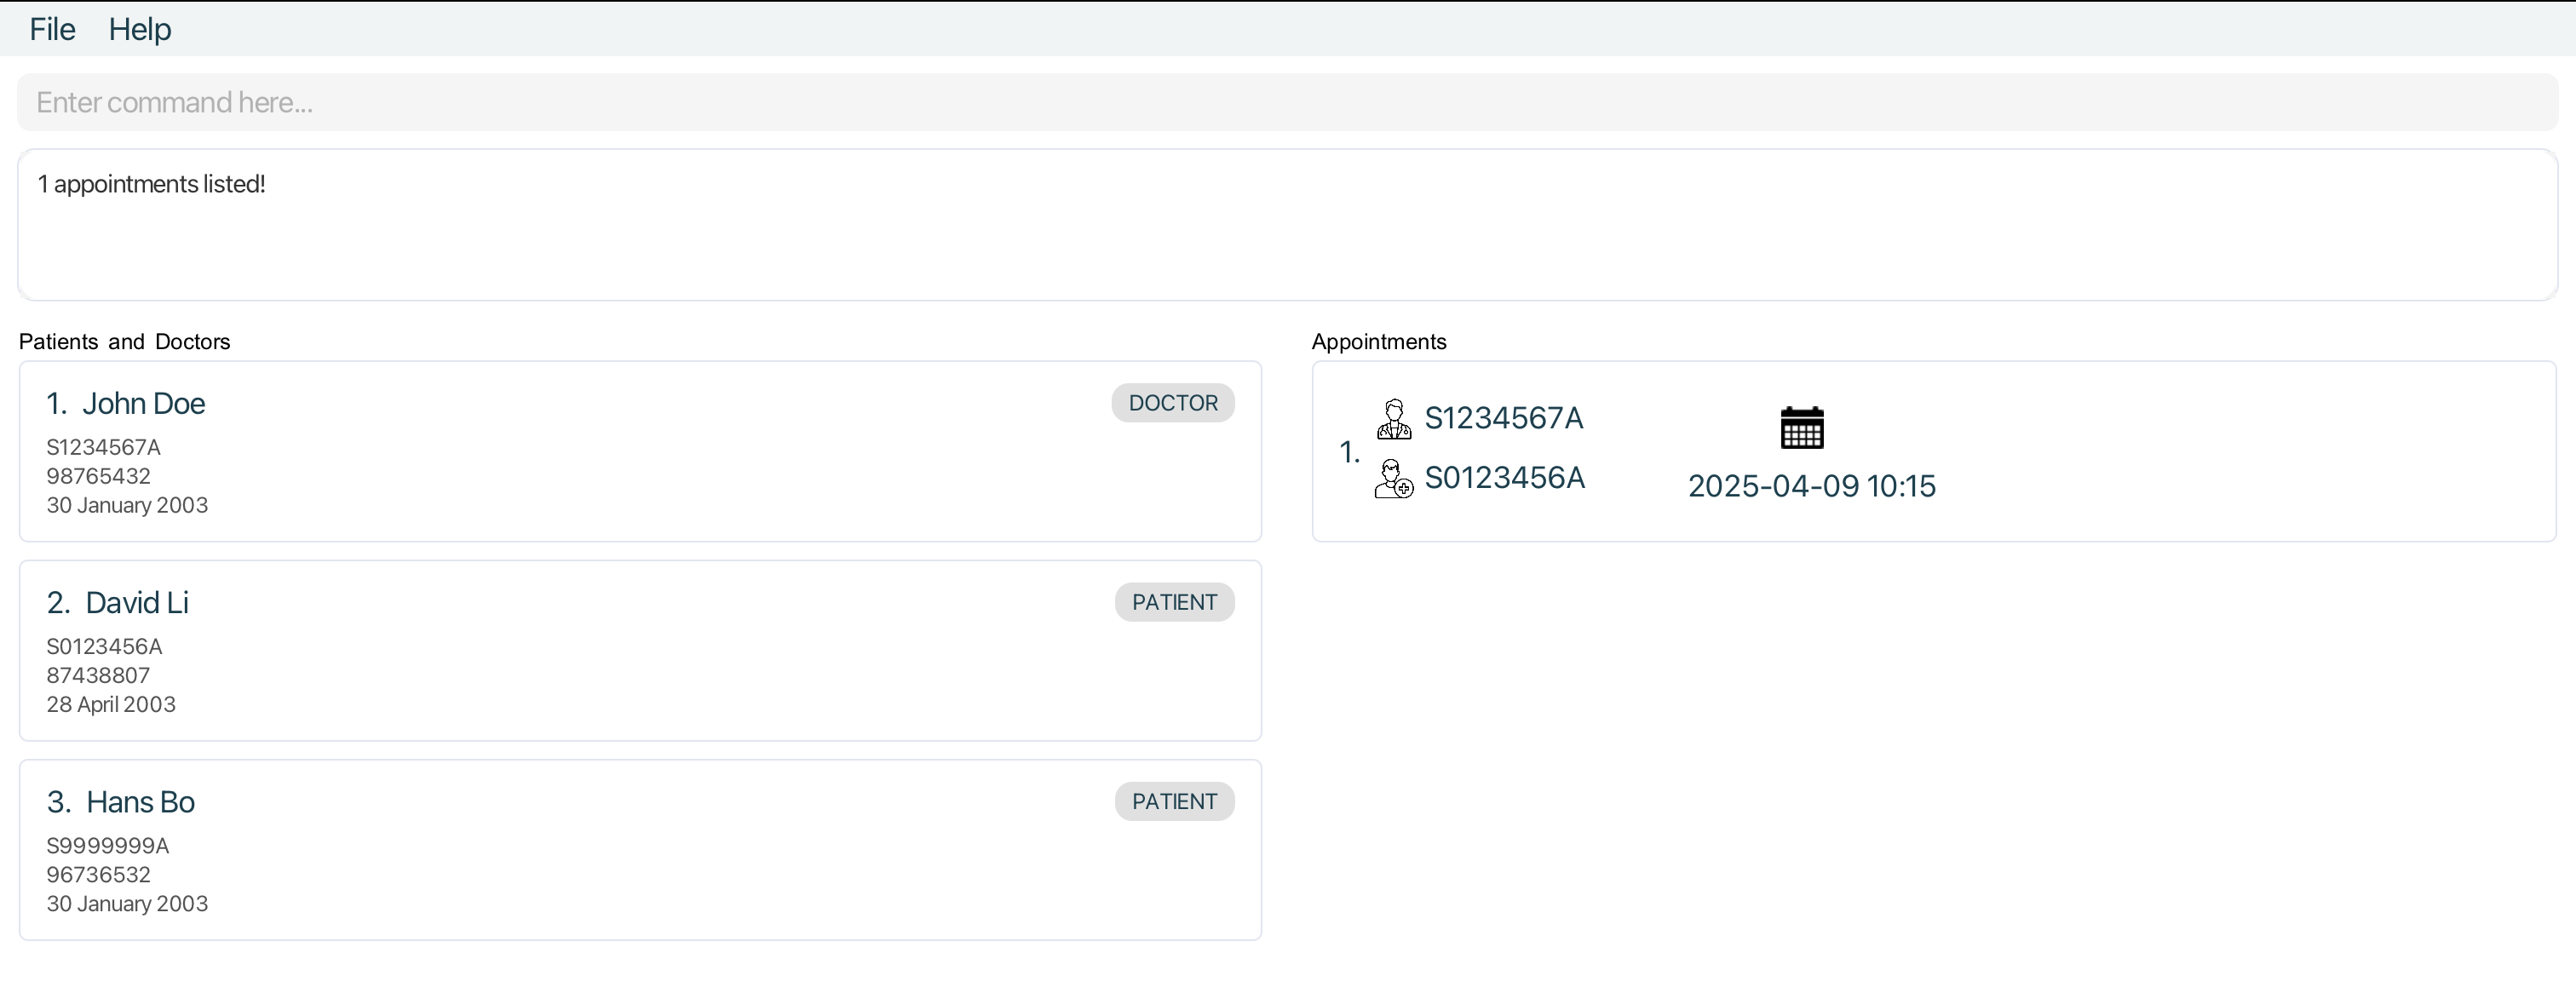 File Help
Enter command here...
1 appointments listed!
Patients and Doctors
1. John Doe
DOCTOR
S1234567A
98765432
30 January 2003
2. David Li
PATIENT
S0123456A
87438807
28 April 2003
3. Hans Bo
PATIENT
S9999999A
96736532
30 January 2003
Appointments
1.
S1234567A
S0123456A
2025-04-09 10:15